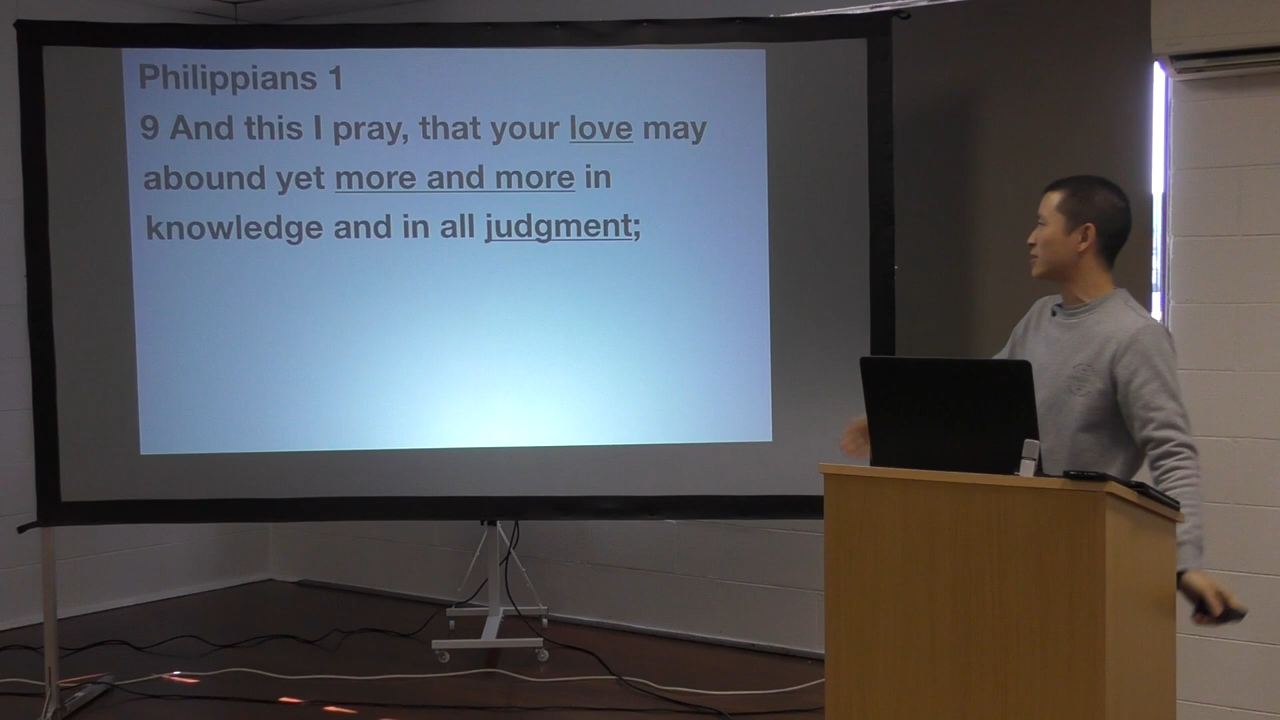 Philippians 1
9 And this I pray, that your love may
abound yet more and more in
knowledge and in all judgment;